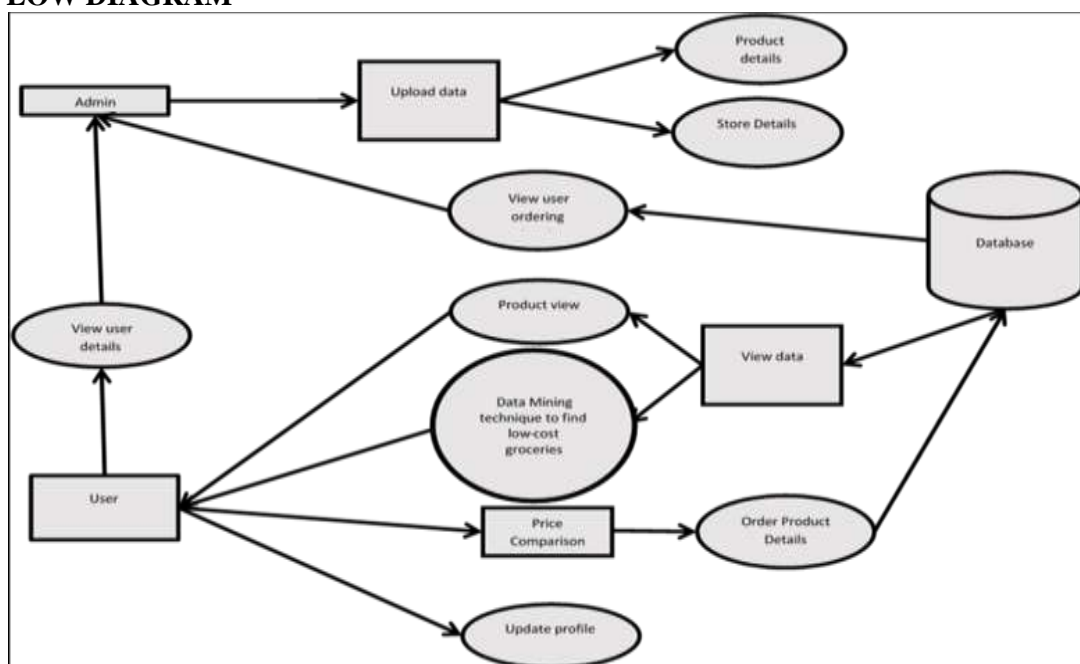 LOW DIAGRAM
Product
details
Admin
Upload data
Store Details
View user
ordering
Database
Product view
View user
details
View data
Data Mining
technique to find
low-cost
groceries
User
Price
Comparison
Order Product
Details
Update profile